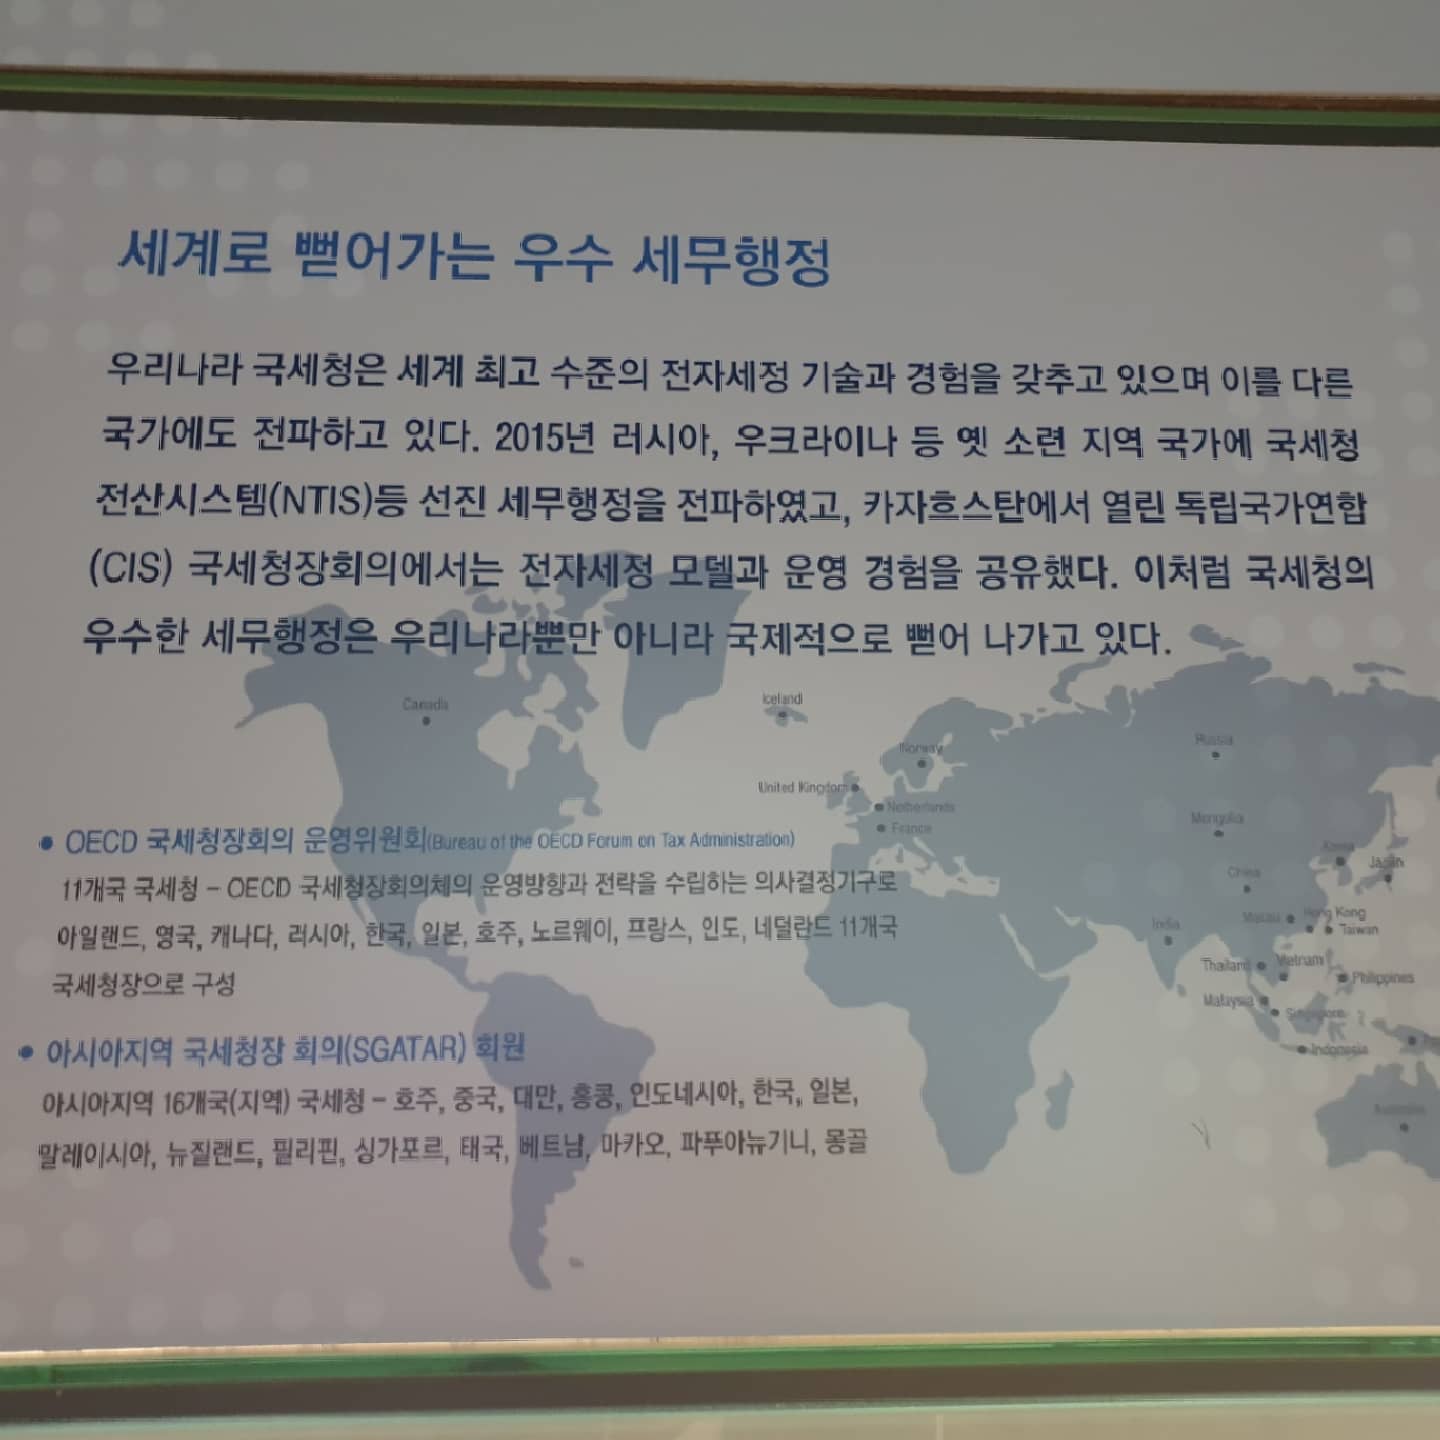 세계로 뻗어가는 우수 세무행정
우리나라 국세청은 세계 최고 수준의 전자세정 기술과 경험을 갖추고 있으며 이를 다른
국가에도 전파하고 있다. 2015년 러시아, 우크라이나 등 옛 소련 지역 국가에 국세청
전산시스템(NTIS)등 선진 세무행정을 전파하였고, 카자흐스탄에서 열린 독립국가연합
(CIS) 국세청장회의에서는 전자세정 모델과 운영 경험을 공유했다. 이처럼 국세청의
우수한 세무행정은 우리나라뿐만 아니라 국제적으로 뻗어 나가고 있다.
Canada
Iceland
Norway
Russia
United Kingdom
Netherlands
France
Mongolia
Korea
Japan
China
India
Macau
Hong Kong
Taiwan
Thailand
Vietnam
Philippines
Malaysia
Singapore
Indonesia
Australia
• OECD 국세청장회의 운영위원회(Bureau of the OECD Forum on Tax Administration)
11개국 국세청 – OECD 국세청장회의체의 운영방향과 전략을 수립하는 의사결정기구로
아일랜드, 영국, 캐나다, 러시아, 한국, 일본, 호주, 노르웨이, 프랑스, 인도, 네덜란드 11개국
국세청장으로 구성
• 아시아지역 국세청장 회의(SGATAR) 회원
아시아지역 16개국(지역) 국세청 – 호주, 중국, 대만, 홍콩, 인도네시아, 한국, 일본,
말레이시아, 뉴질랜드, 필리핀, 싱가포르, 태국, 베트남, 마카오, 파푸아뉴기니, 몽골